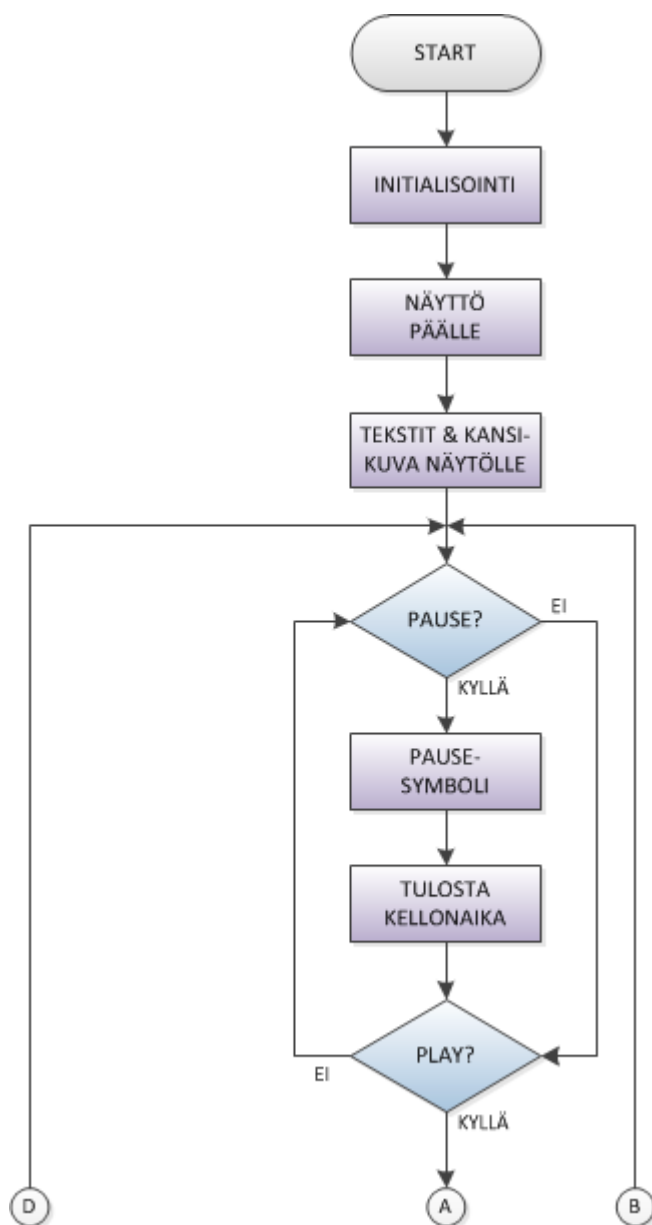 START
INITIALISOINTI
NÄYTTÖ
PÄÄLLE
TEKSTIT & KANSI-
KUVA NÄYTÖLLE
PAUSE?
EI
KYLLÄ
PAUSE-
SYMBOLI
TULOSTA
KELLONAIKA
PLAY?
EI
KYLLÄ
D
A
B